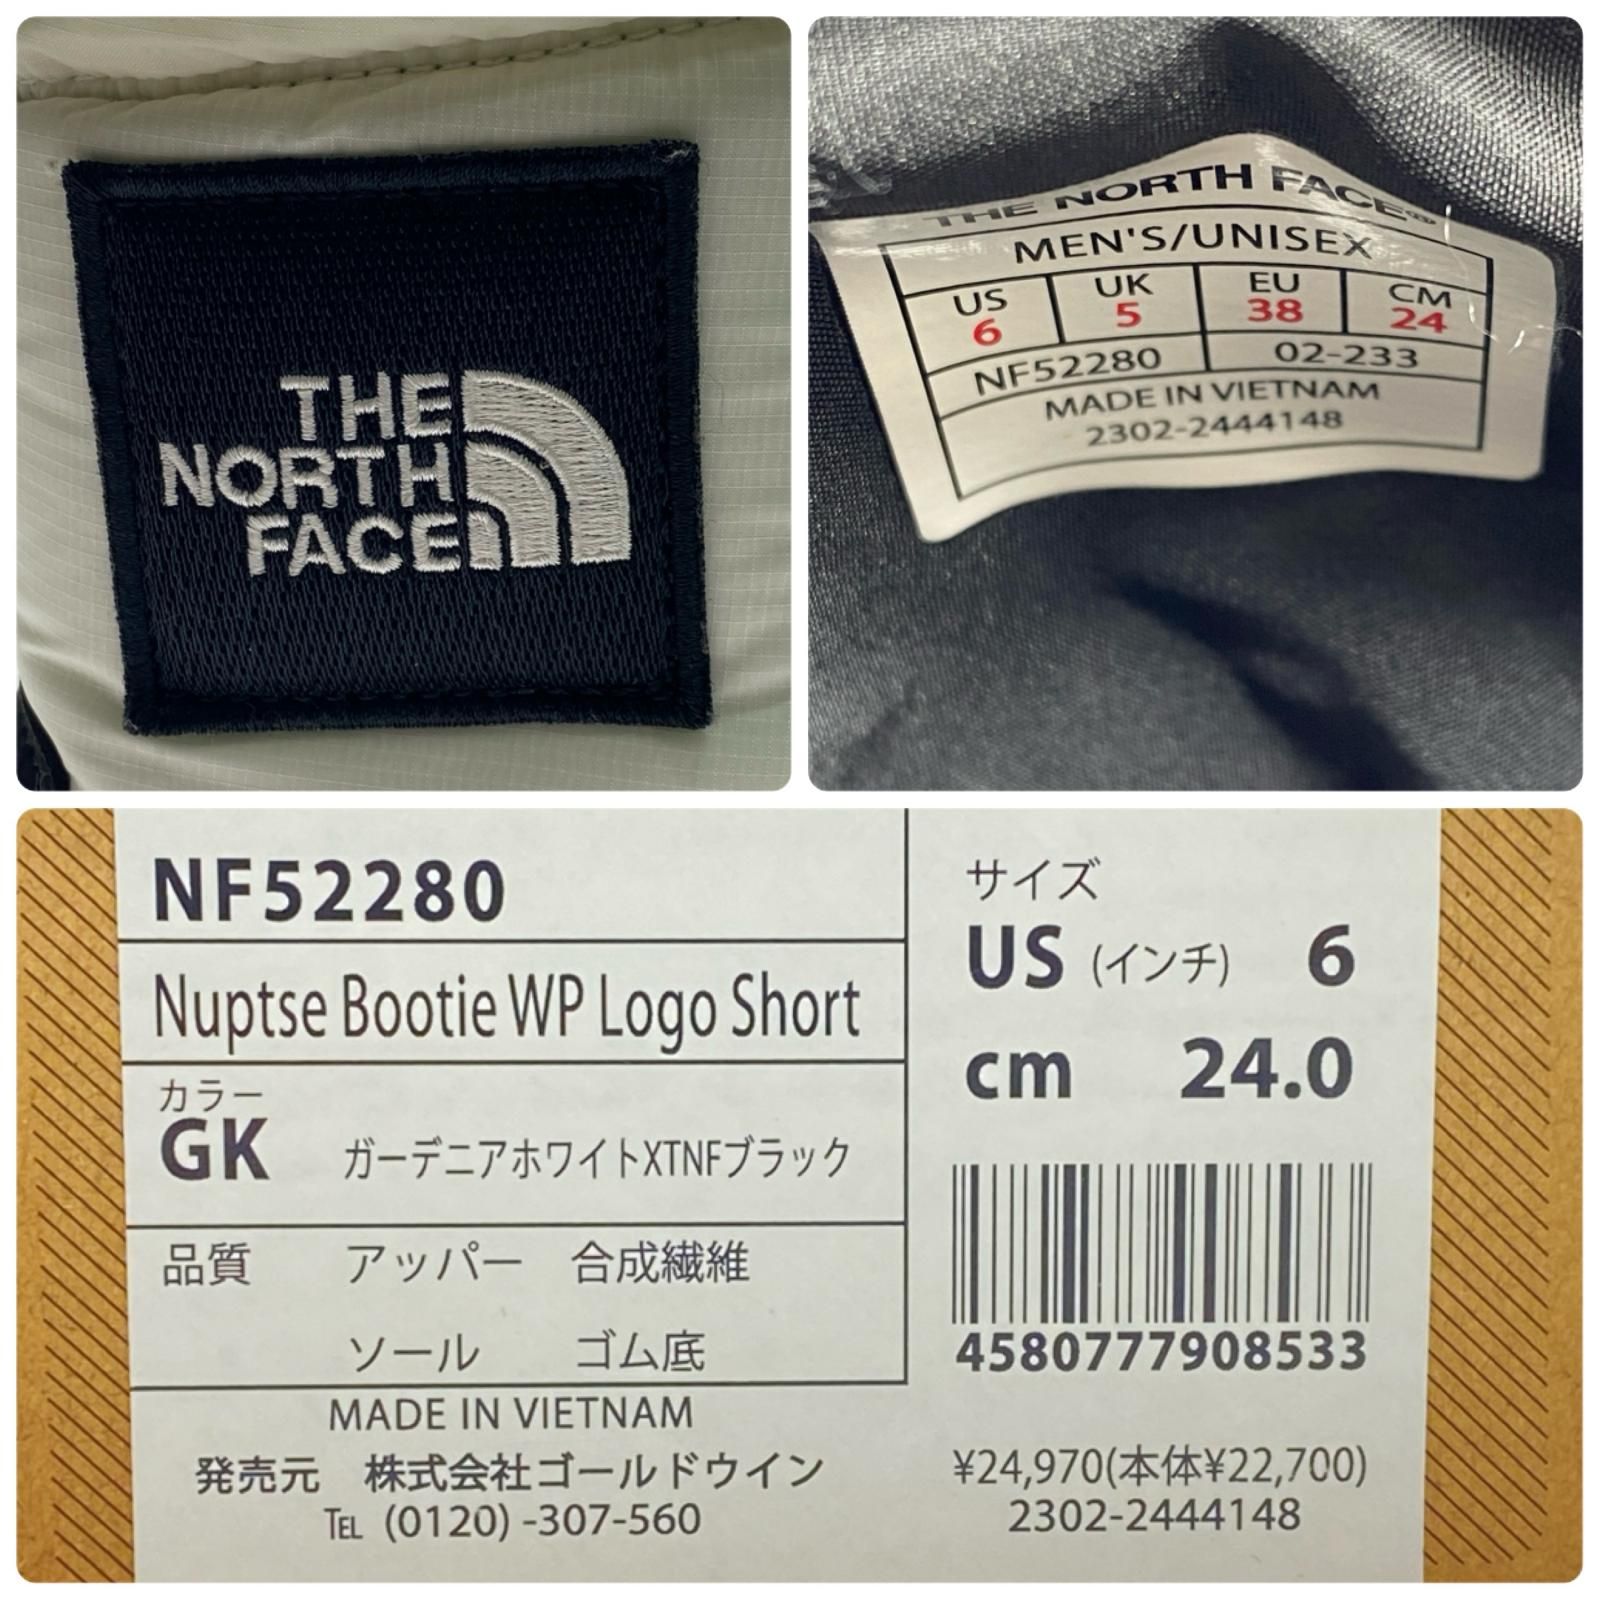 THE
NORTH
FACE
THE NORTH FACE®
MEN'S/UNISEX
US UK EU CM
6 5 38 24
NF52280 02-233
MADE IN VIETNAM
2302-2444148
NF52280
Nuptse Bootie WP Logo Short
カラー
GK ガーデニアホワイトXTNFブラック
品質 アッパー 合成繊維
ソール ゴム底
MADE IN VIETNAM
発売元 株式会社ゴールドウイン
TEL (0120) -307-560
サイズ
US (インチ) 6
cm 24.0
4580777908533
¥24,970(本体¥22,700)
2302-2444148